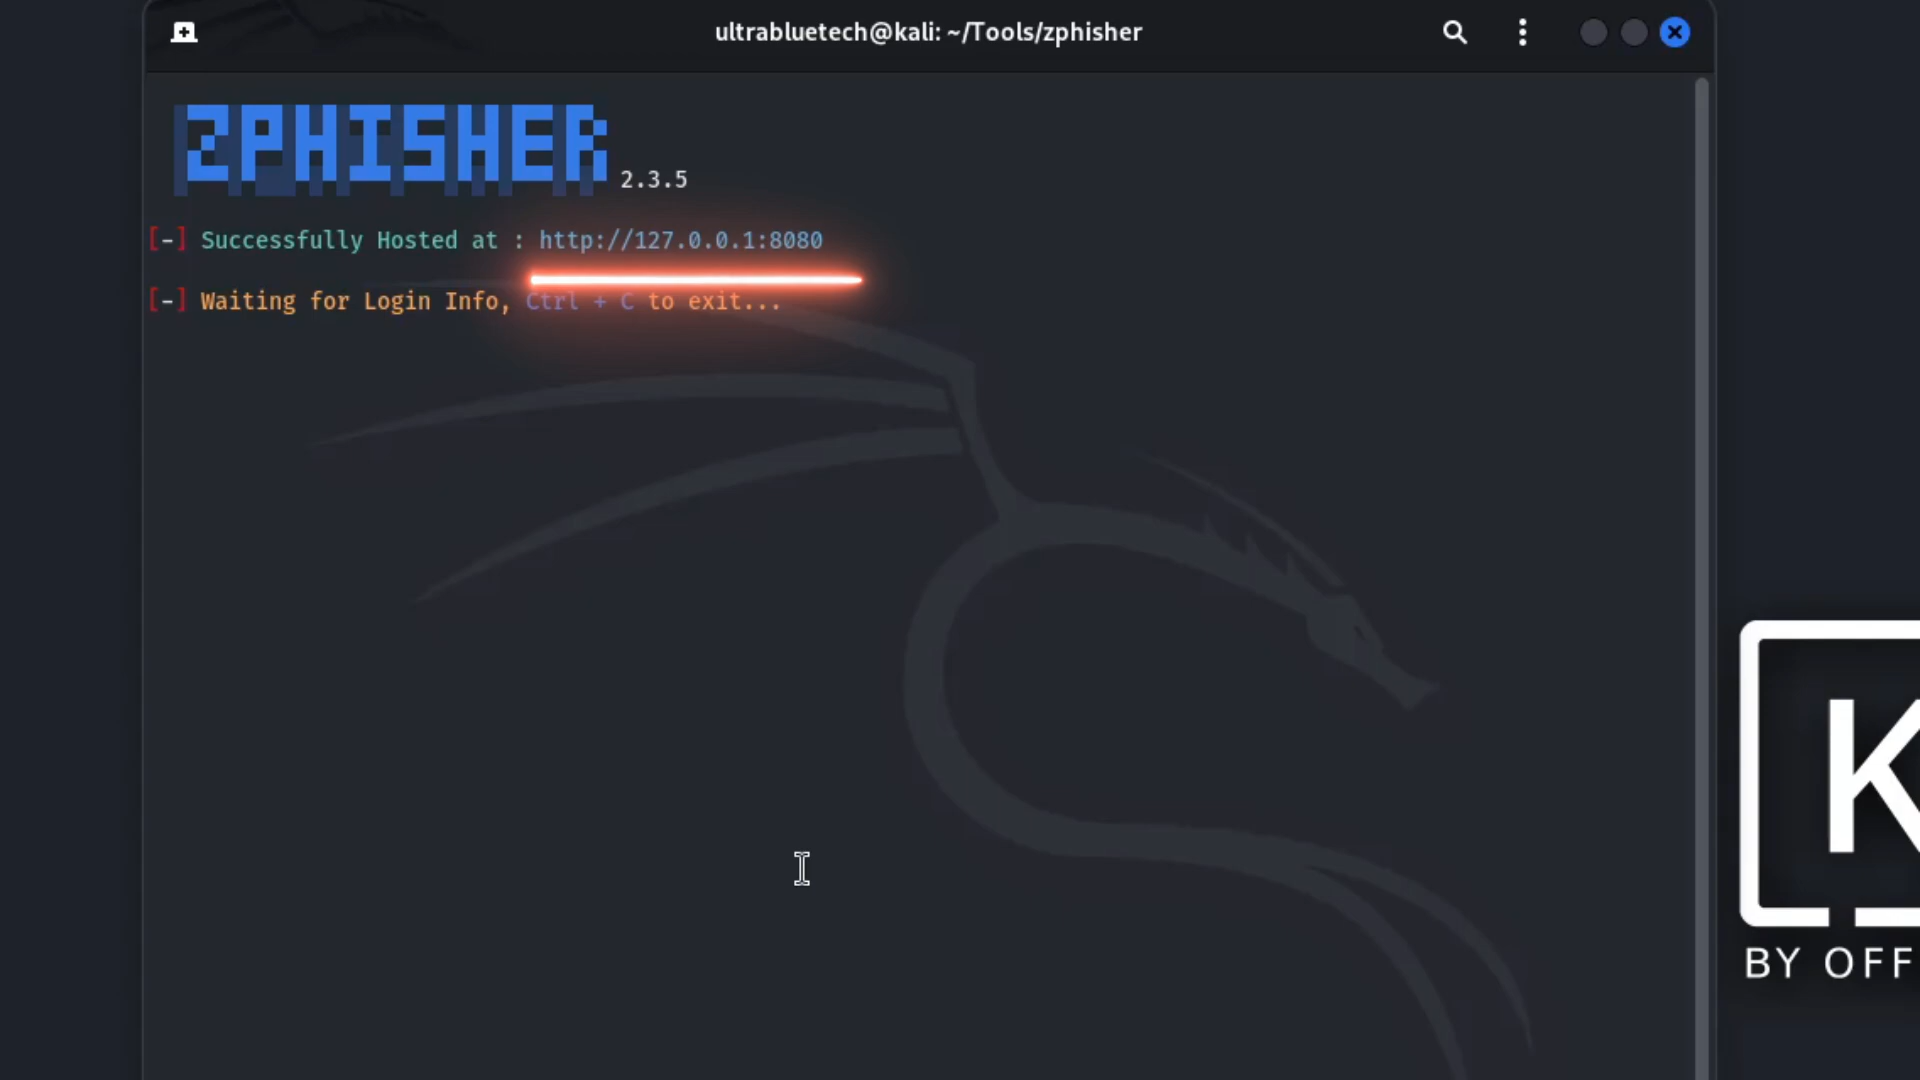 ultrabluetech@kali: ~/Tools/zphisher
ZPHISHER 2.3.5
[-] Successfully Hosted at : http://127.0.0.1:8080
[-] Waiting for Login Info, Ctrl + C to exit...
K
BY OFF